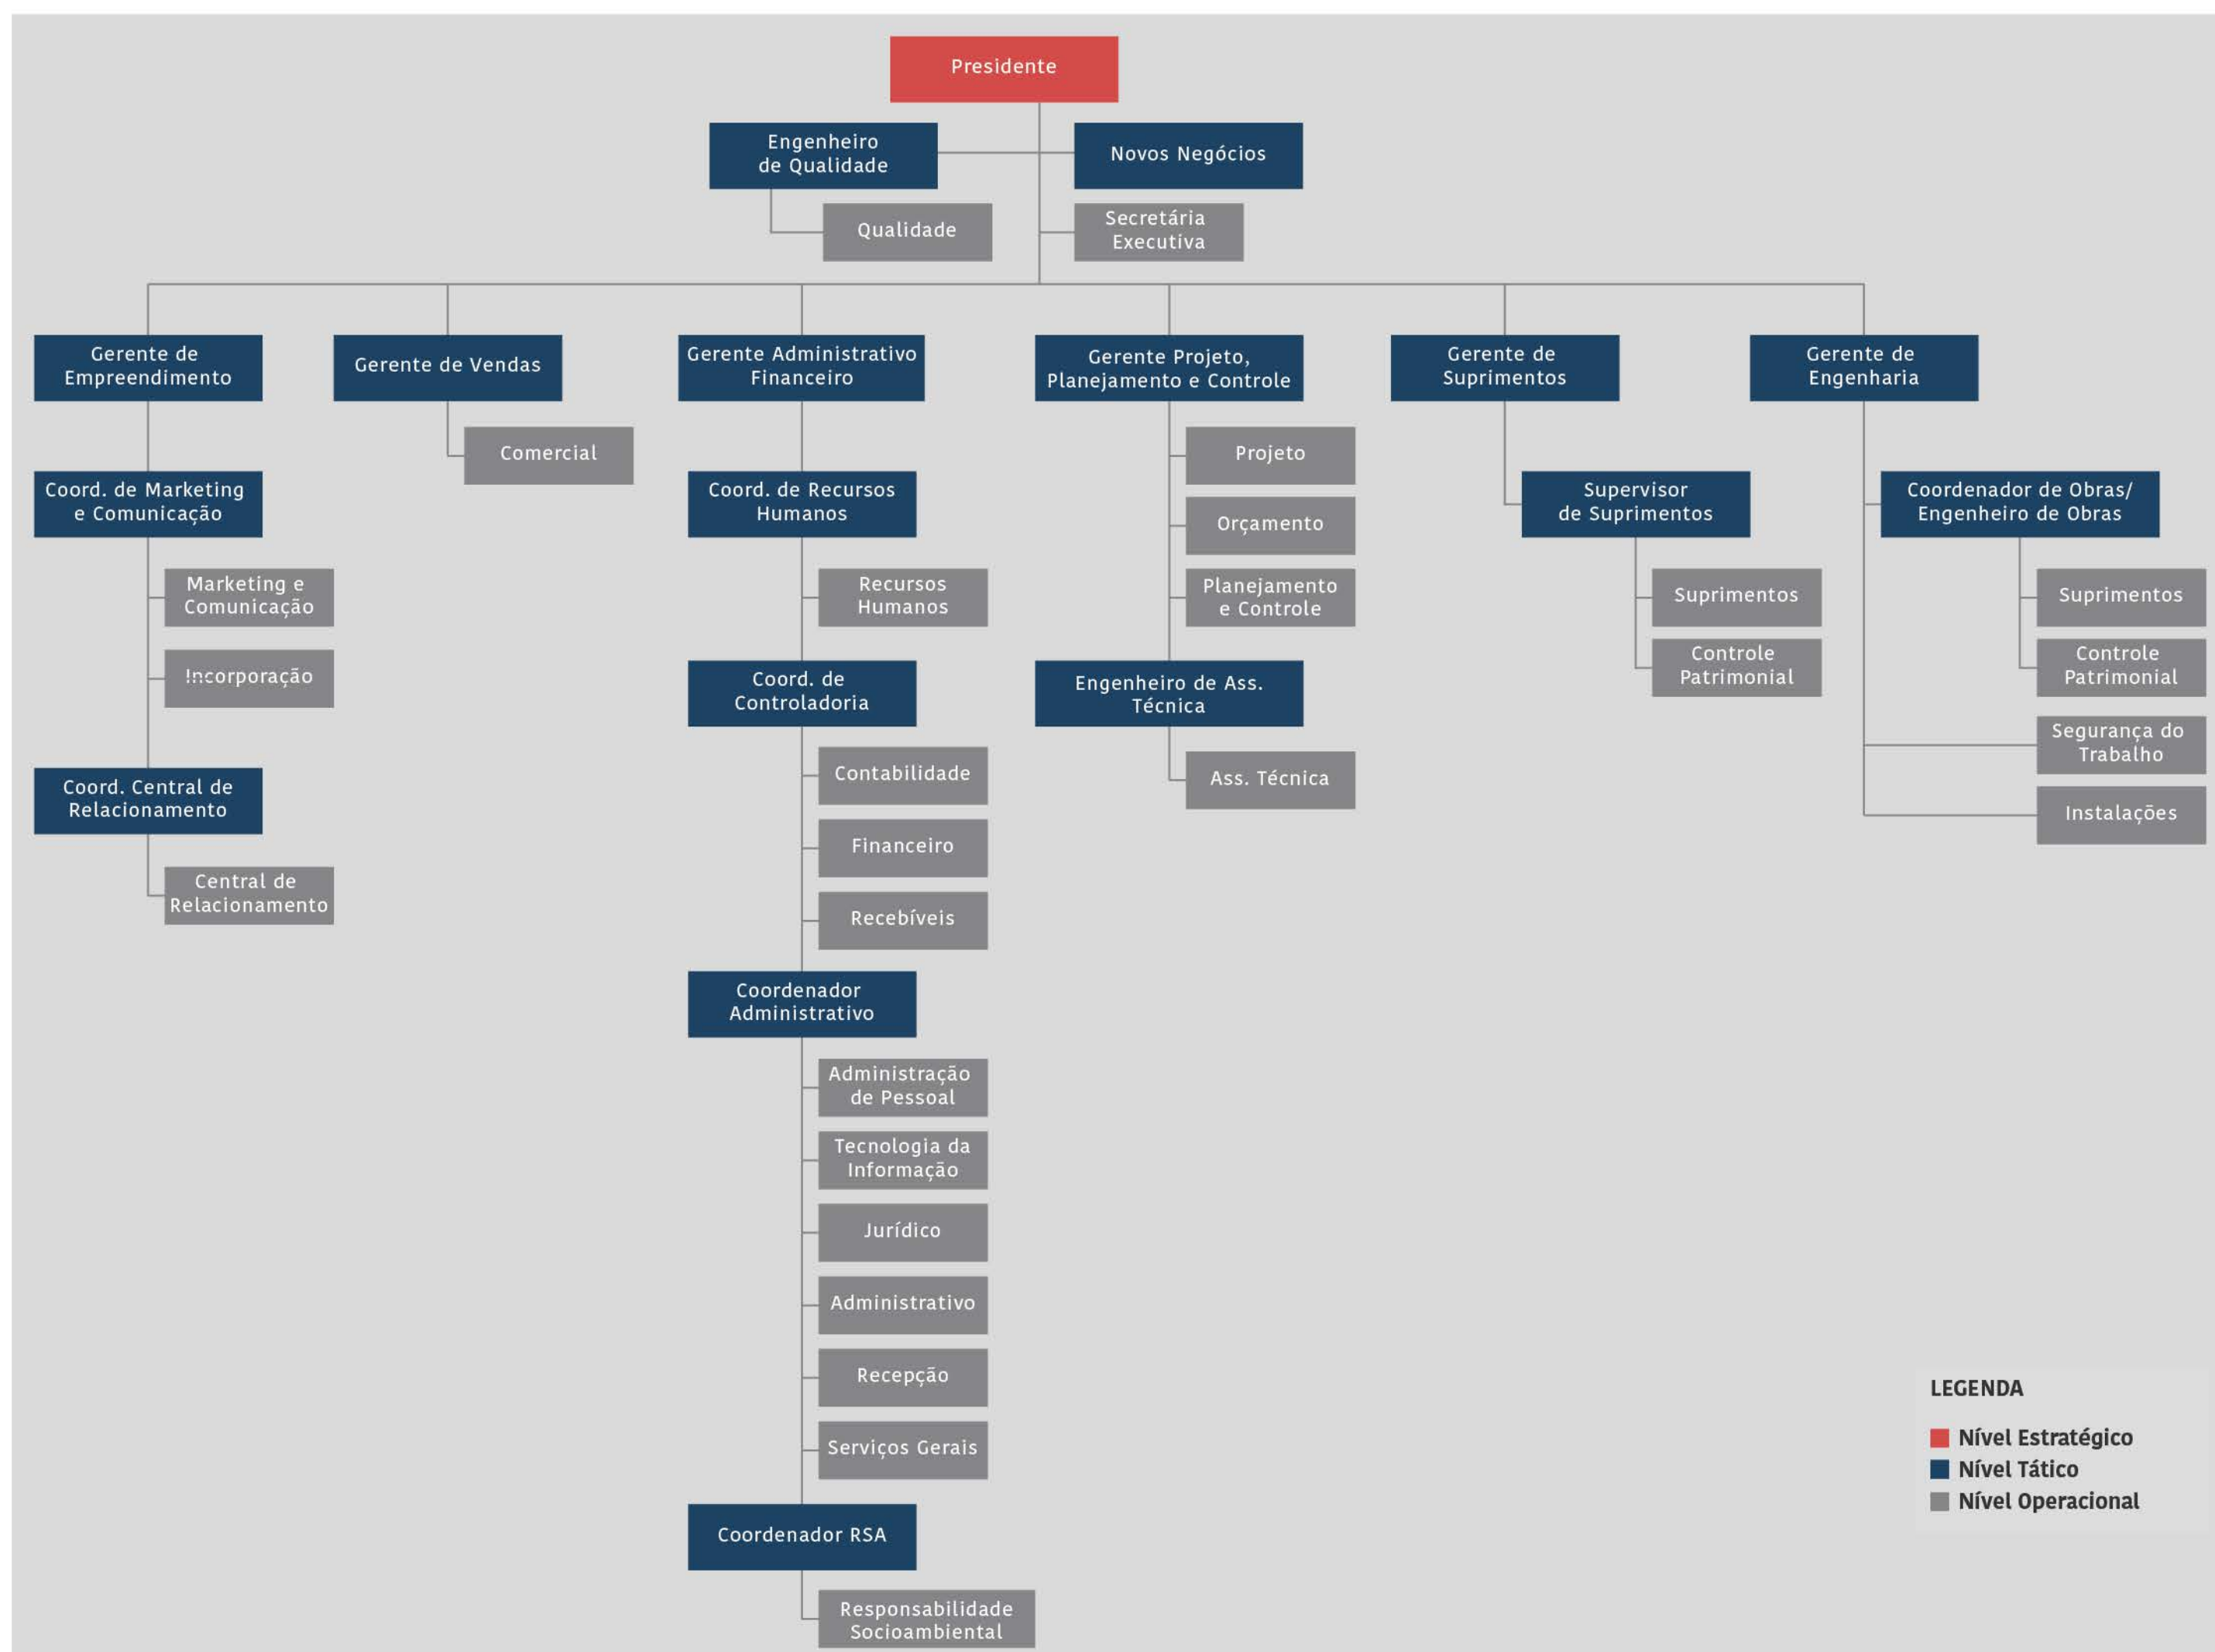 Presidente
Engenheiro
de Qualidade
Novos Negócios
Qualidade
Secretária
Executiva
Gerente de
Empreendimento
Gerente de Vendas
Gerente Administrativo
Financeiro
Gerente Projeto,
Planejamento e Controle
Gerente de
Suprimentos
Gerente de
Engenharia
Comercial
Coord. de Marketing
e Comunicação
Marketing e
Comunicação
Incorporação
Coord. Central de
Relacionamento
Central de
Relacionamento
Coord. de Recursos
Humanos
Recursos
Humanos
Coord. de
Controladoria
Contabilidade
Financeiro
Recebíveis
Coordenador
Administrativo
Administração
de Pessoal
Tecnologia da
Informação
Jurídico
Administrativo
Recepção
Serviços Gerais
Coordenador RSA
Responsabilidade
Socioambiental
Projeto
Orçamento
Planejamento
e Controle
Engenheiro de Ass.
Técnica
Ass. Técnica
Supervisor
de Suprimentos
Suprimentos
Controle
Patrimonial
Coordenador de Obras/
Engenheiro de Obras
Suprimentos
Controle
Patrimonial
Segurança do
Trabalho
Instalações
LEGENDA
Nível Estratégico
Nível Tático
Nível Operacional